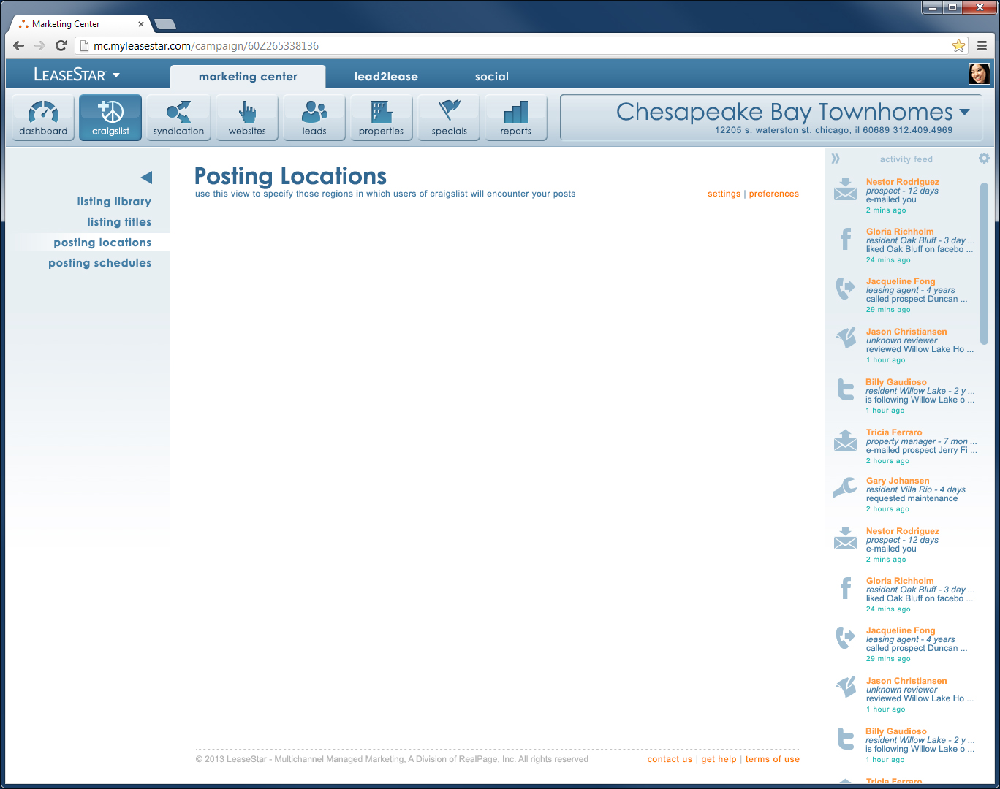 Marketing Center
mc.myleasestar.com/campaign/60Z265338136
LEASESTAR
marketing center
lead2lease
social
dashboard
craigslist
syndication
websites
leads
properties
specials
reports
Chesapeake Bay Townhomes
12205 s. waterston st. chicago, il 60689 312.409.4969
listing library
listing titles
posting locations
posting schedules
Posting Locations
use this view to specify those regions in which users of craigslist will encounter your posts
settings | preferences
activity feed
Nestor Rodriguez
prospect - 12 days
e-mailed you
2 mins ago
Gloria Richholm
resident Oak Bluff - 3 day ...
liked Oak Bluff on facebo ...
24 mins ago
Jacqueline Fong
leasing agent - 4 years
called prospect Duncan ...
29 mins ago
Jason Christiansen
unknown reviewer
reviewed Willow Lake Ho ...
1 hour ago
Billy Gaudioso
resident Willow Lake - 2 y ...
is following Willow Lake o ...
1 hour ago
Tricia Ferraro
property manager - 7 mon ...
e-mailed prospect Jerry Fi ...
2 hours ago
Gary Johansen
resident Villa Rio - 4 days
requested maintenance
2 hours ago
Nestor Rodriguez
prospect - 12 days
e-mailed you
2 mins ago
Gloria Richholm
resident Oak Bluff - 3 day ...
liked Oak Bluff on facebo ...
24 mins ago
Jacqueline Fong
leasing agent - 4 years
called prospect Duncan ...
29 mins ago
Jason Christiansen
unknown reviewer
reviewed Willow Lake Ho ...
1 hour ago
Billy Gaudioso
resident Willow Lake - 2 y ...
is following Willow Lake o ...
1 hour ago
Tricia Ferraro
© 2013 LeaseStar - Multichannel Managed Marketing, A Division of RealPage, Inc. All rights reserved
contact us | get help | terms of use